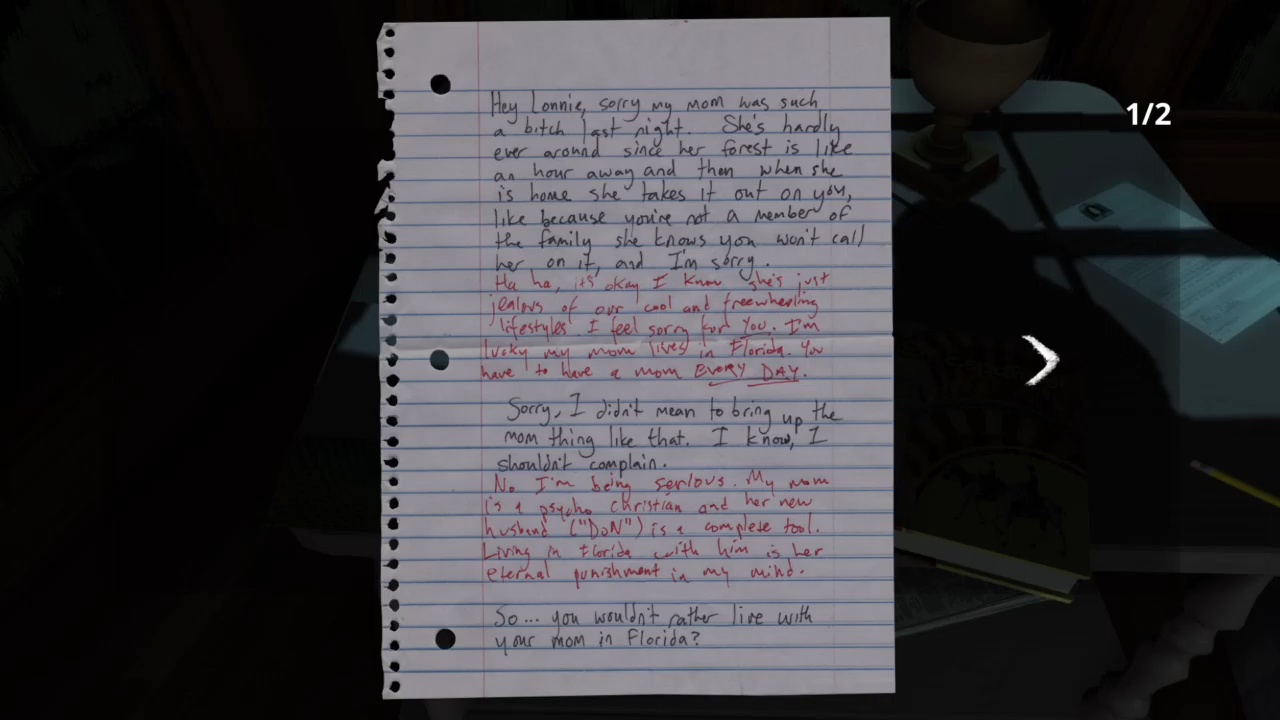 1/2
Hey Lonnie, sorry my mom was such
a bitch last night. She's hardly
ever around since her forest is like
an hour away and then when she
is home she takes it out on you,
like because you're not a member of
the family she knows you won't call
her on it, and I'm sorry.
Ha ha, it's okay I know she's just
jealous of our cool and freewheeling
lifestyles I feel sorry for you. I'm
lucky my mom lives in Florida. You
have to have a mom EVERY DAY.
Sorry, I didn't mean to bring up the
mom thing like that. I know, I
shouldn't complain.
No I'm being serious. My mom
is a psycho christian and her new
husband ("DoN") is a complete tool.
Living in Florida with him is her
eternal punishment in my mind.
So... you wouldn't rather live with
your mom in Florida?